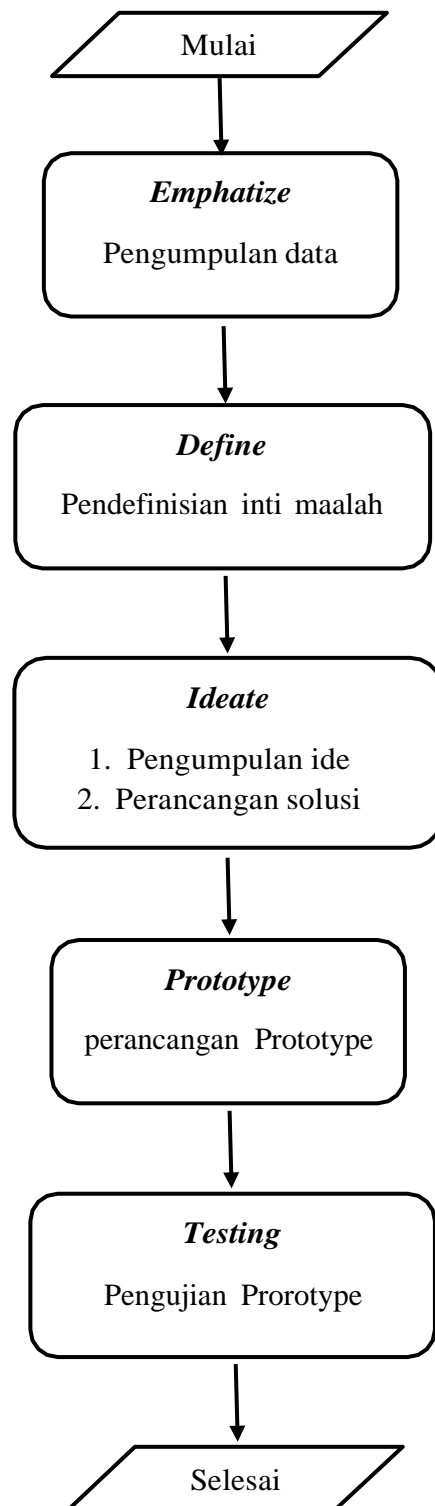 Mulai
Emphatize
Pengumpulan data
Define
Pendefinisian inti maalah
Ideate
1. Pengumpulan ide
2. Perancangan solusi
Prototype
perancangan Prototype
Testing
Pengujian Prorotype
Selesai